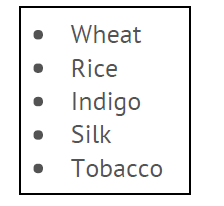 • Wheat
• Rice
• Indigo
• Silk
• Tobacco